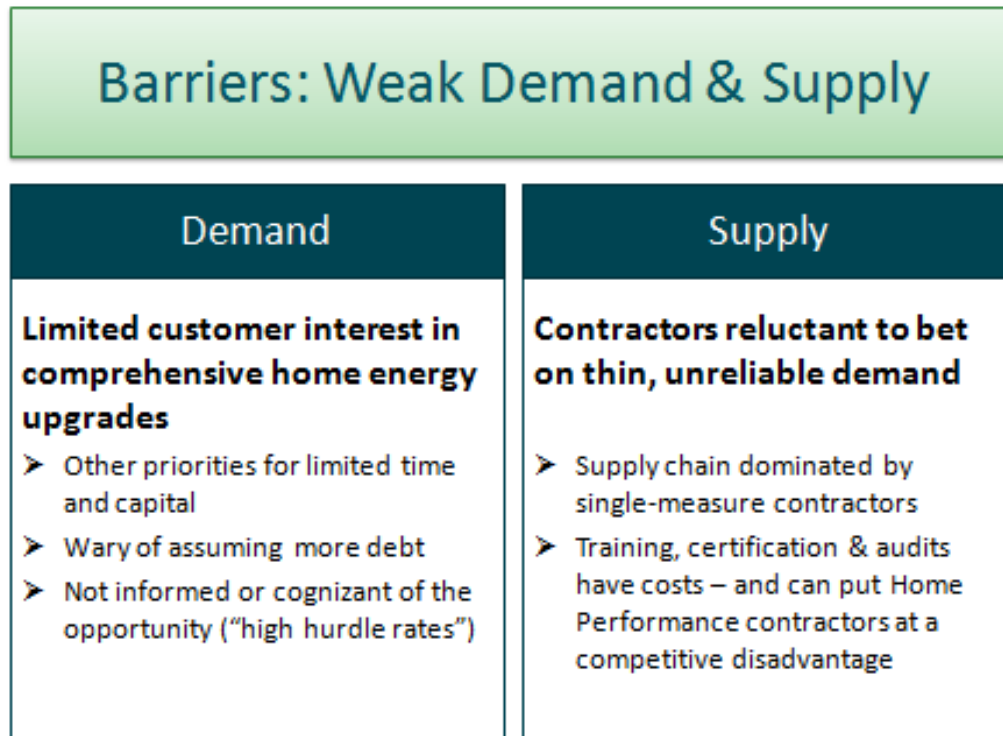 Barriers: Weak Demand & Supply
Demand
Limited customer interest in
comprehensive home energy
upgrades
➤ Other priorities for limited time
and capital
➤ Wary of assuming more debt
➤ Not informed or cognizant of the
opportunity (“high hurdle rates”)
Supply
Contractors reluctant to bet
on thin, unreliable demand
➤ Supply chain dominated by
single-measure contractors
➤ Training, certification & audits
have costs – and can put Home
Performance contractors at a
competitive disadvantage